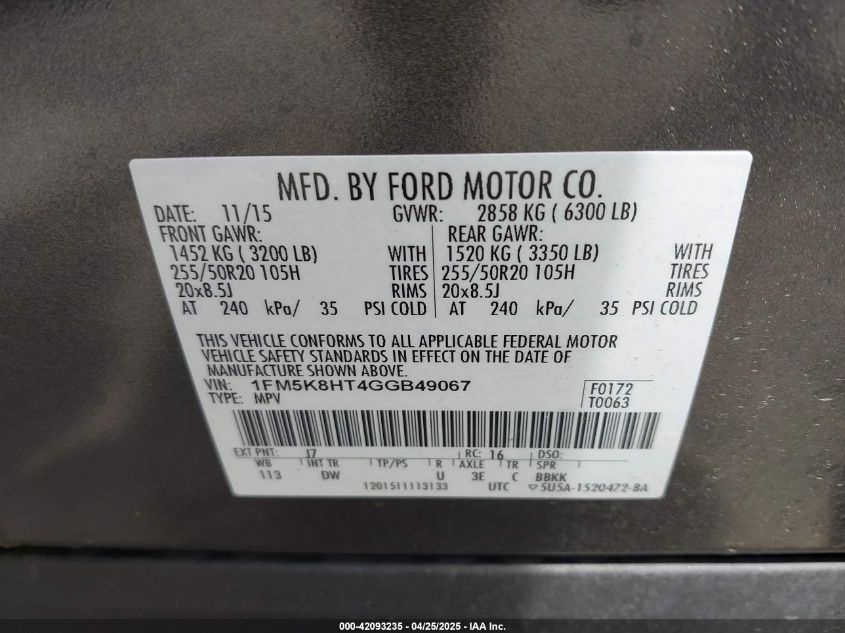 MFD. BY FORD MOTOR CO.
DATE: 11/15 GVWR: 2858 KG ( 6300 LB)
FRONT GAWR: REAR GAWR:
1452 KG ( 3200 LB) WITH 1520 KG ( 3350 LB) WITH
255/50R20 105H TIRES 255/50R20 105H TIRES
20x8.5J RIMS 20x8.5J RIMS
AT 240 kPa/ 35 PSI COLD AT 240 kPa/ 35 PSI COLD
THIS VEHICLE CONFORMS TO ALL APPLICABLE FEDERAL MOTOR
VEHICLE SAFETY STANDARDS IN EFFECT ON THE DATE OF
MANUFACTURE SHOWN ABOVE.
VIN: 1FM5K8HT4GGB49067 F0172
TYPE: MPV T0063
EXT PNT: J7 RC: 16 DSO:
WB INT TR TP/PS R AXLE TR SPR
113 DW U 3E C BBKK
1201511113133 UTC 5U5A-1520472-BA
000-42093235 - 04/25/2025 - IAA Inc.